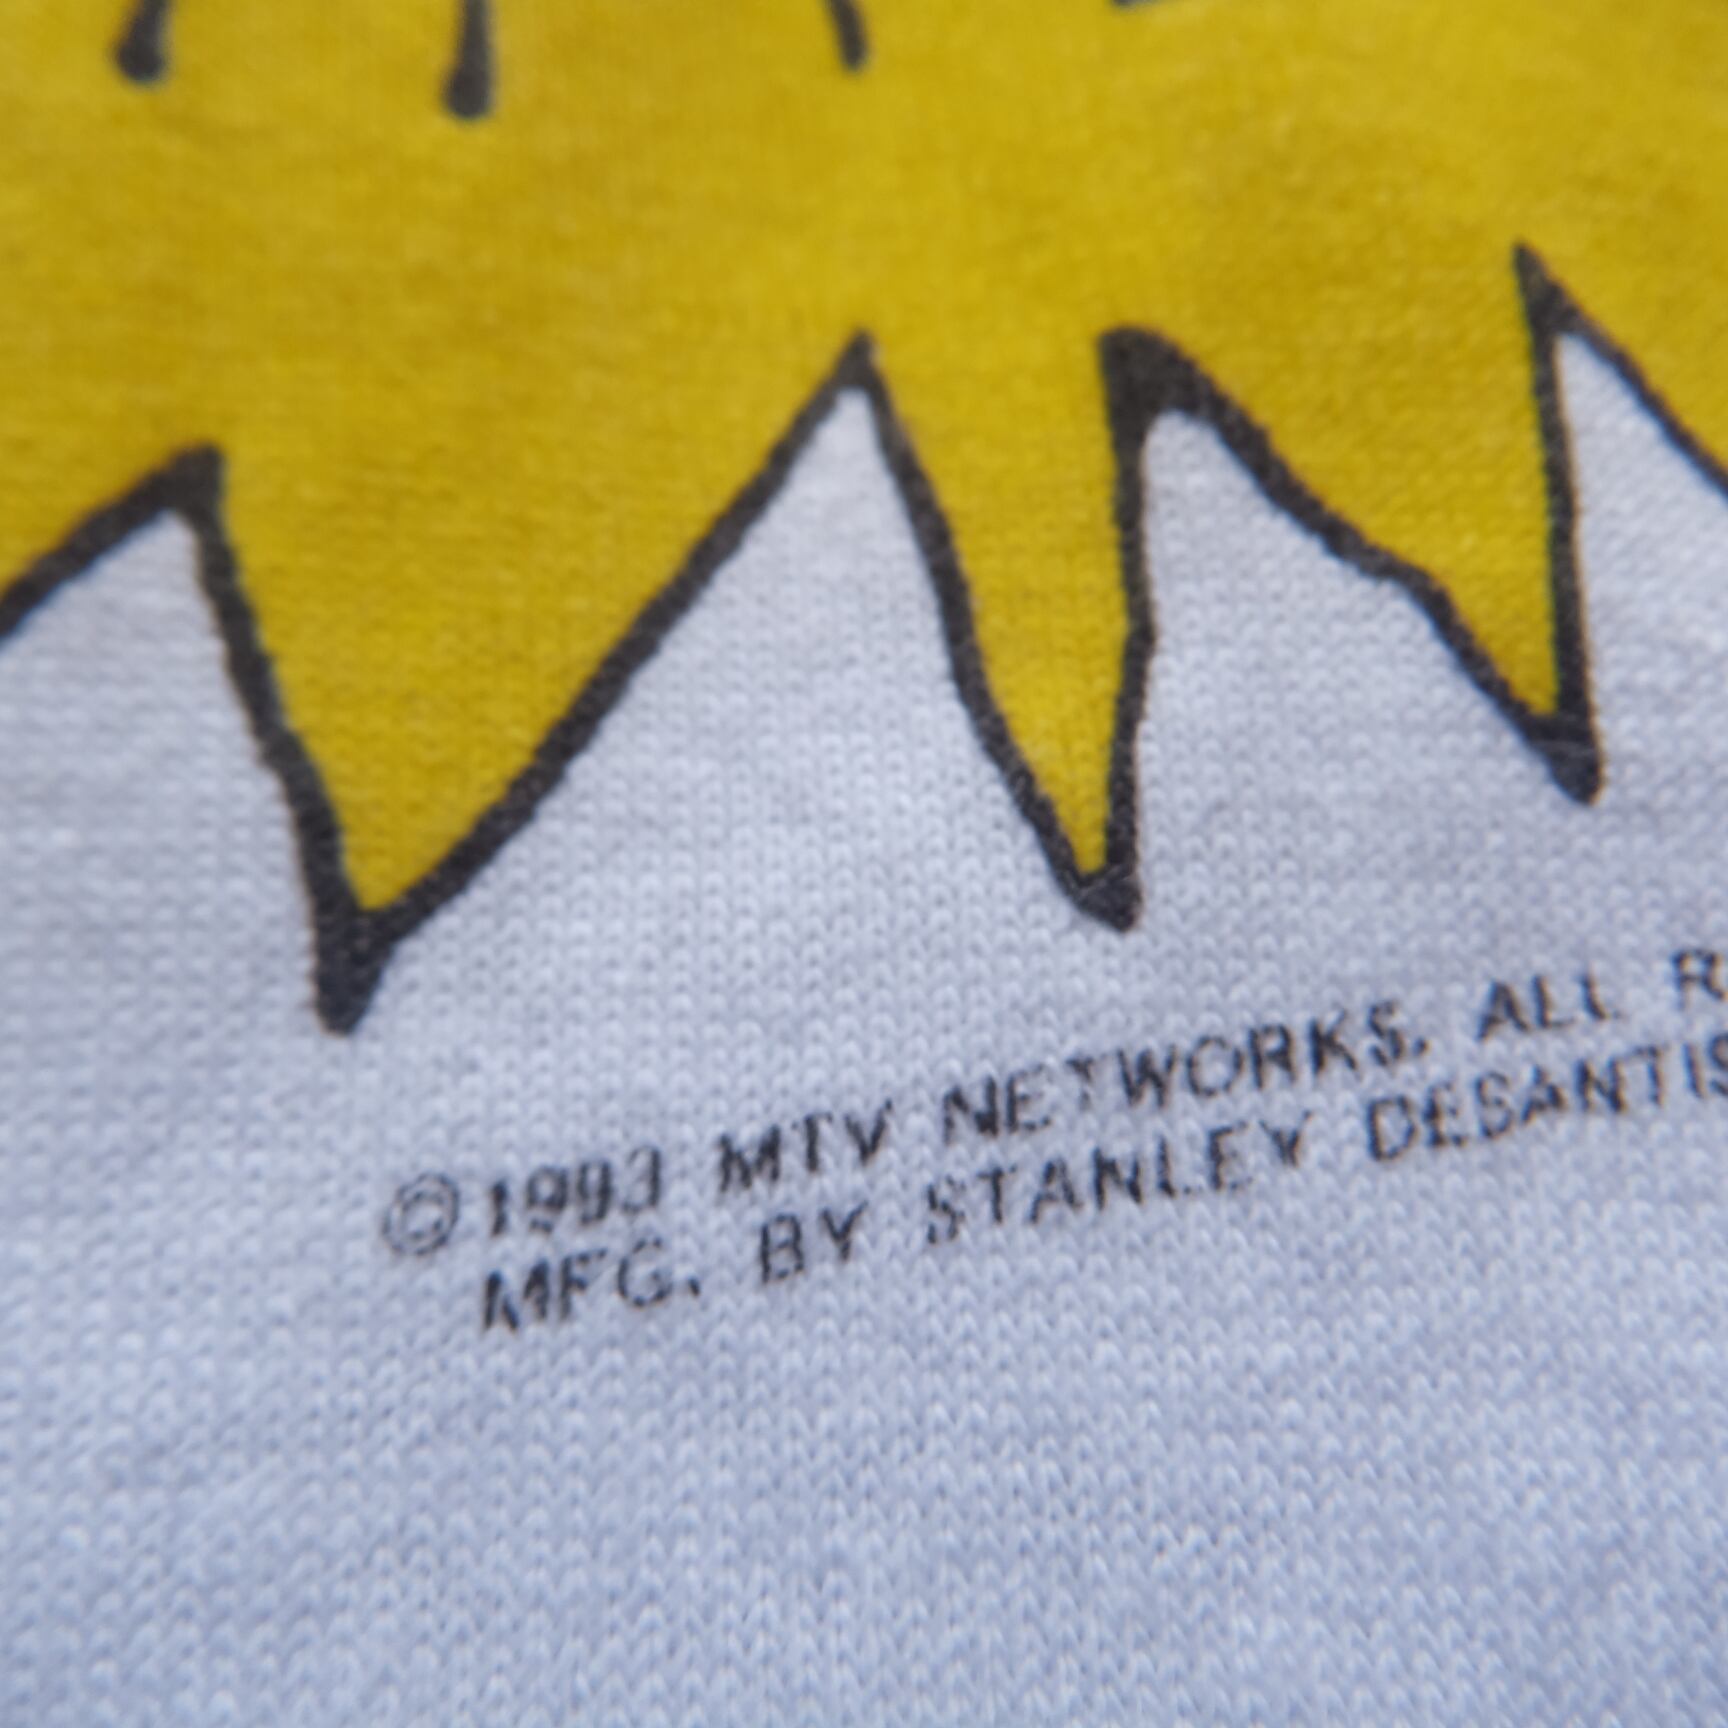 ©1993 MTV NETWORKS. ALL R
MFG. BY STANLEY DESANTIS